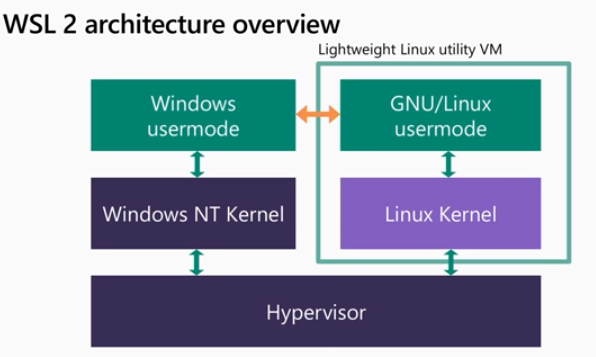 WSL 2 architecture overview
Lightweight Linux utility VM
Windows
usermode
GNU/Linux
usermode
Windows NT Kernel
Linux Kernel
Hypervisor